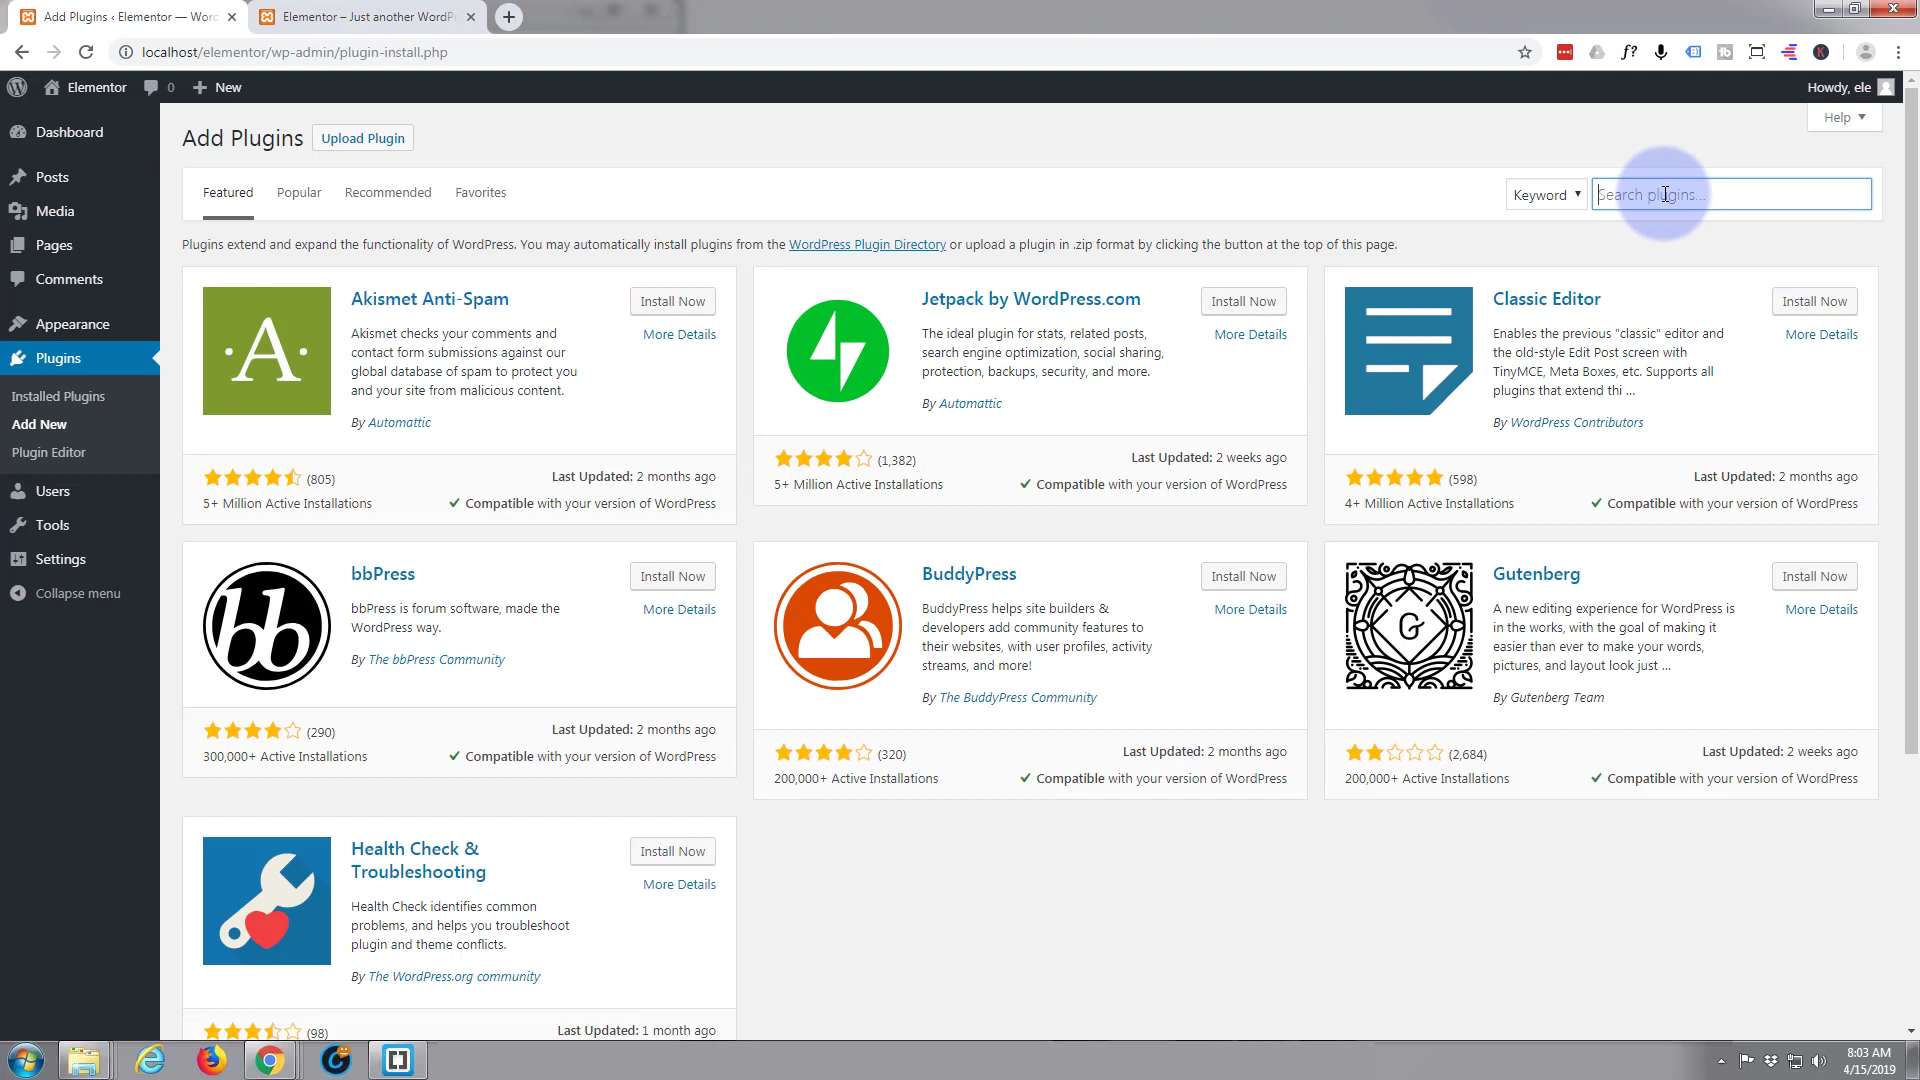 Add Plugins ‹ Elementor — Wor
Elementor – Just another WordP
localhost/elementor/wp-admin/plugin-install.php
Elementor
0
New
Howdy, ele
Help
Dashboard
Posts
Media
Pages
Comments
Appearance
Plugins
Installed Plugins
Add New
Plugin Editor
Users
Tools
Settings
Collapse menu
Add Plugins
Upload Plugin
Featured
Popular
Recommended
Favorites
Keyword
Search plugins...
Plugins extend and expand the functionality of WordPress. You may automatically install plugins from the WordPress Plugin Directory or upload a plugin in .zip format by clicking the button at the top of this page.
A
Akismet Anti-Spam
Install Now
More Details
Akismet checks your comments and
contact form submissions against our
global database of spam to protect you
and your site from malicious content.
By Automattic
(805)
Last Updated: 2 months ago
5+ Million Active Installations
Compatible with your version of WordPress
Jetpack by WordPress.com
Install Now
More Details
The ideal plugin for stats, related posts,
search engine optimization, social sharing,
protection, backups, security, and more.
By Automattic
(1,382)
Last Updated: 2 weeks ago
5+ Million Active Installations
Compatible with your version of WordPress
Classic Editor
Install Now
More Details
Enables the previous "classic" editor and
the old-style Edit Post screen with
TinyMCE, Meta Boxes, etc. Supports all
plugins that extend thi ...
By WordPress Contributors
(598)
Last Updated: 2 months ago
4+ Million Active Installations
Compatible with your version of WordPress
bb
bbPress
Install Now
More Details
bbPress is forum software, made the
WordPress way.
By The bbPress Community
(290)
Last Updated: 2 months ago
300,000+ Active Installations
Compatible with your version of WordPress
BuddyPress
Install Now
More Details
BuddyPress helps site builders &
developers add community features to
their websites, with user profiles, activity
streams, and more!
By The BuddyPress Community
(320)
Last Updated: 2 months ago
200,000+ Active Installations
Compatible with your version of WordPress
G
Gutenberg
Install Now
More Details
A new editing experience for WordPress is
in the works, with the goal of making it
easier than ever to make your words,
pictures, and layout look just ...
By Gutenberg Team
(2,684)
Last Updated: 2 weeks ago
200,000+ Active Installations
Compatible with your version of WordPress
Health Check &
Troubleshooting
Install Now
More Details
Health Check identifies common
problems, and helps you troubleshoot
plugin and theme conflicts.
By The WordPress.org community
(98)
Last Updated: 1 month ago
8:03 AM
4/15/2019